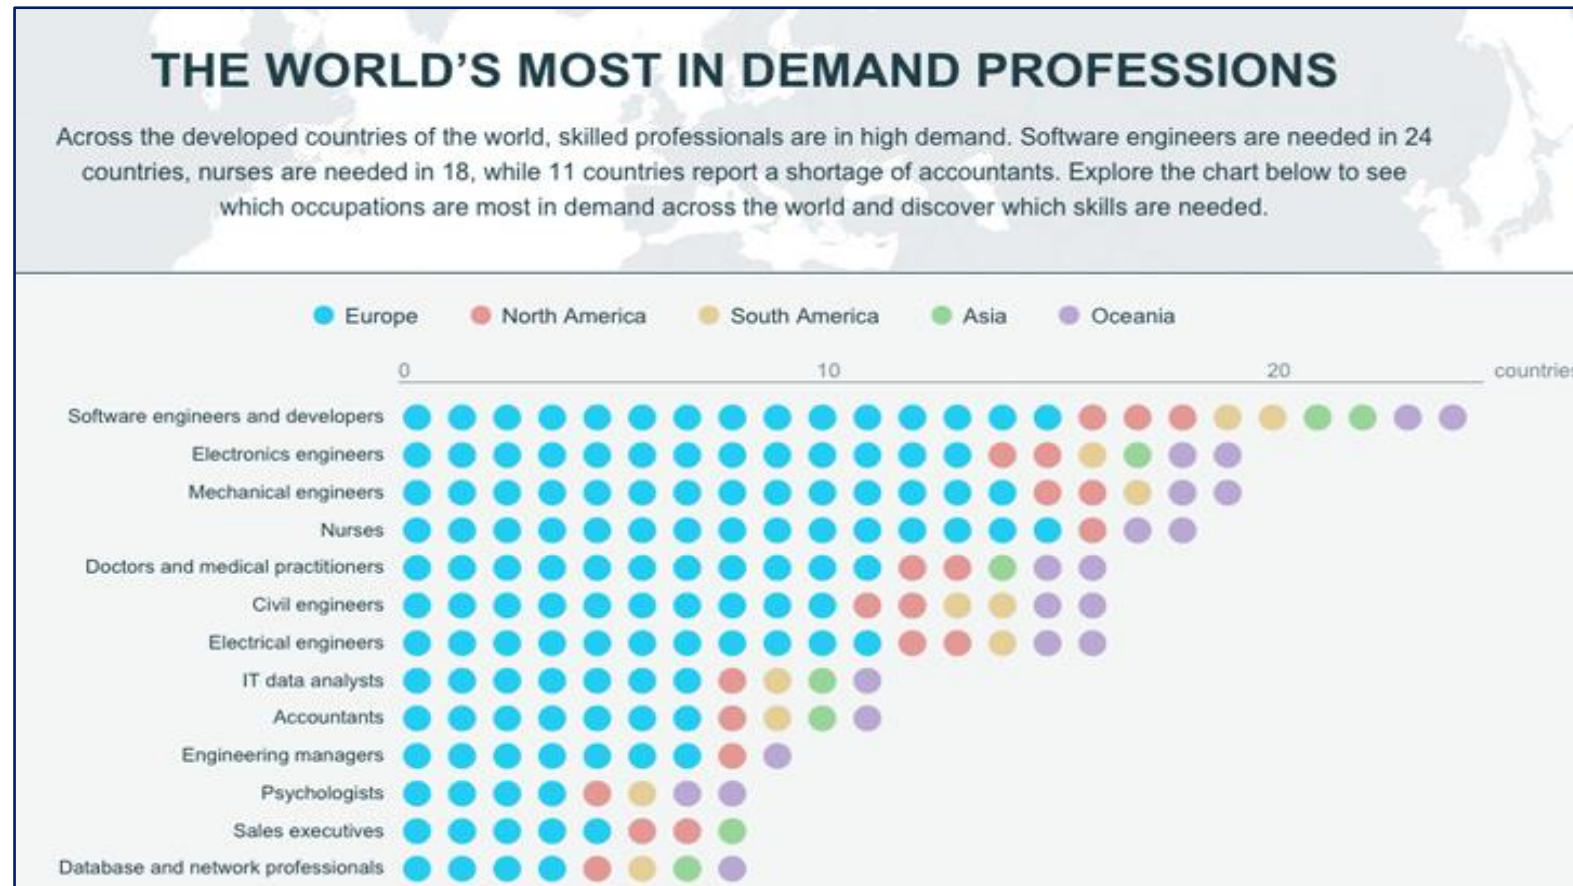 THE WORLD'S MOST IN DEMAND PROFESSIONS
Across the developed countries of the world, skilled professionals are in high demand. Software engineers are needed in 24
countries, nurses are needed in 18, while 11 countries report a shortage of accountants. Explore the chart below to see
which occupations are most in demand across the world and discover which skills are needed.
Europe North America South America Asia Oceania
0 10 20 countries
Software engineers and developers
Electronics engineers
Mechanical engineers
Nurses
Doctors and medical practitioners
Civil engineers
Electrical engineers
IT data analysts
Accountants
Engineering managers
Psychologists
Sales executives
Database and network professionals